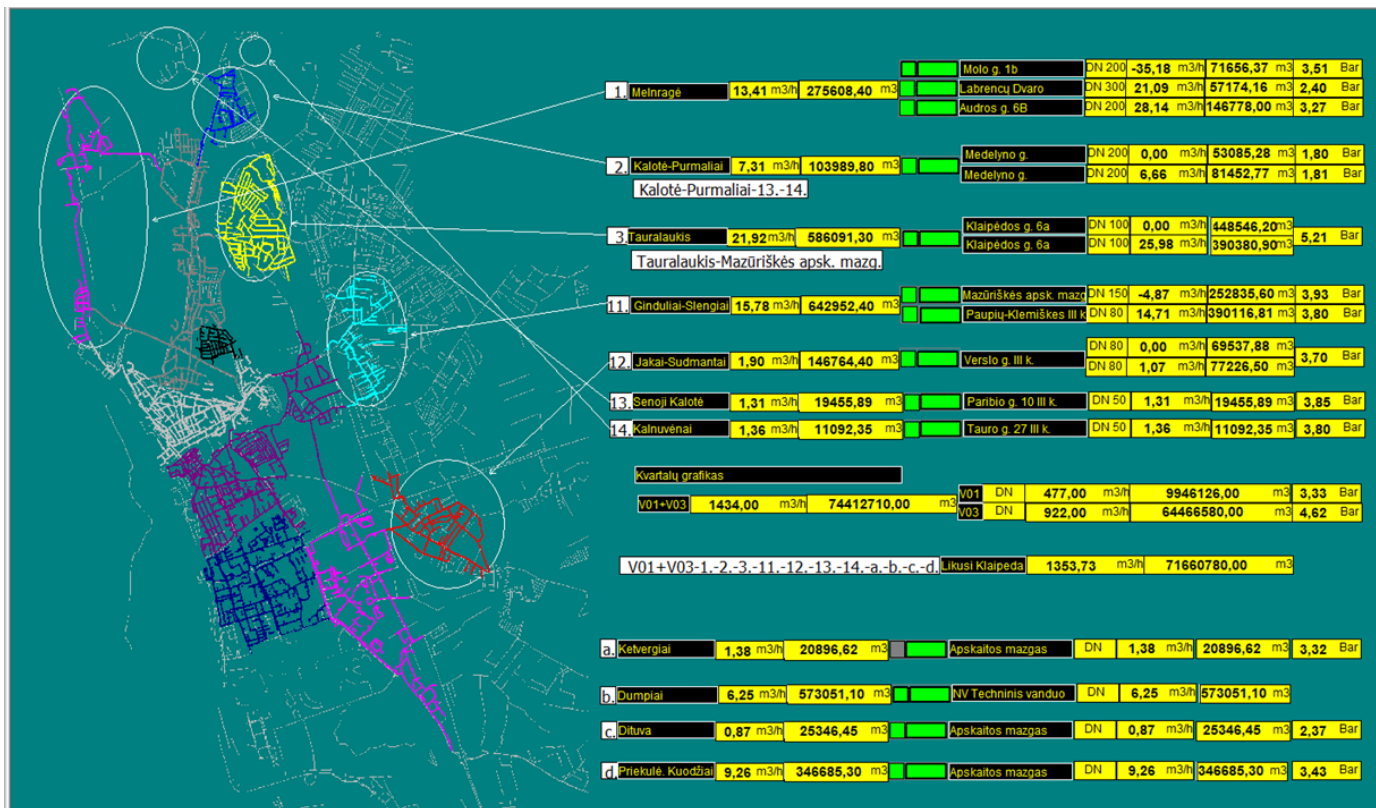 Molo g. 1b DN 200 -35,18 m3/h 71656,37 m3 3,51 Bar
1. Melnragė 13,41 m3/h 275608,40 m3 Labrencų Dvaro DN 300 21,09 m3/h 57174,16 m3 2,40 Bar
Audros g. 6B DN 200 28,14 m3/h 146778,00 m3 3,27 Bar
Medelyno g. DN 200 0,00 m3/h 53085,28 m3 1,80 Bar
2. Kalotė-Purmaliai 7,31 m3/h 103989,80 m3
Medelyno g. DN 200 6,66 m3/h 81452,77 m3 1,81 Bar
Kalotė-Purmaliai-13.-14.
Klaipėdos g. 6a DN 100 0,00 m3/h 448546,20 m3
3. Tauralaukis 21,92 m3/h 586091,30 m3 5,21 Bar
Klaipėdos g. 6a DN 100 25,98 m3/h 390380,90 m3
Tauralaukis-Mazūriškės apsk. mazg.
Mazūriškės apsk. mazg DN 150 -4,87 m3/h 252835,60 m3 3,93 Bar
11. Ginduliai-Slengiai 15,78 m3/h 642952,40 m3
Paupių-Klemiškes III k DN 80 14,71 m3/h 390116,81 m3 3,80 Bar
DN 80 0,00 m3/h 69537,88 m3
12. Jakai-Sudmantai 1,90 m3/h 146764,40 m3 Verslo g. III k. 3,70 Bar
DN 80 1,07 m3/h 77226,50 m3
13. Senoji Kalotė 1,31 m3/h 19455,89 m3 Paribio g. 10 III k. DN 50 1,31 m3/h 19455,89 m3 3,85 Bar
14. Kalnuvėnai 1,36 m3/h 11092,35 m3 Tauro g. 27 III k. DN 50 1,36 m3/h 11092,35 m3 3,80 Bar
Kvartalų grafikas
V01 DN 477,00 m3/h 9946126,00 m3 3,33 Bar
V01+V03 1434,00 m3/h 74412710,00 m3
V03 DN 922,00 m3/h 64466580,00 m3 4,62 Bar
V01+V03-1.-2.-3.-11.-12.-13.-14.-a.-b.-c.-d. Likusi Klaipeda 1353,73 m3/h 71660780,00 m3
a. Ketvergiai 1,38 m3/h 20896,62 m3 Apskaitos mazgas DN 1,38 m3/h 20896,62 m3 3,32 Bar
b. Dumpiai 6,25 m3/h 573051,10 m3 NV Techninis vanduo DN 6,25 m3/h 573051,10 m3
c. Dituva 0,87 m3/h 25346,45 m3 Apskaitos mazgas DN 0,87 m3/h 25346,45 m3 2,37 Bar
d. Priekulė. Kuodžiai 9,26 m3/h 346685,30 m3 Apskaitos mazgas DN 9,26 m3/h 346685,30 m3 3,43 Bar